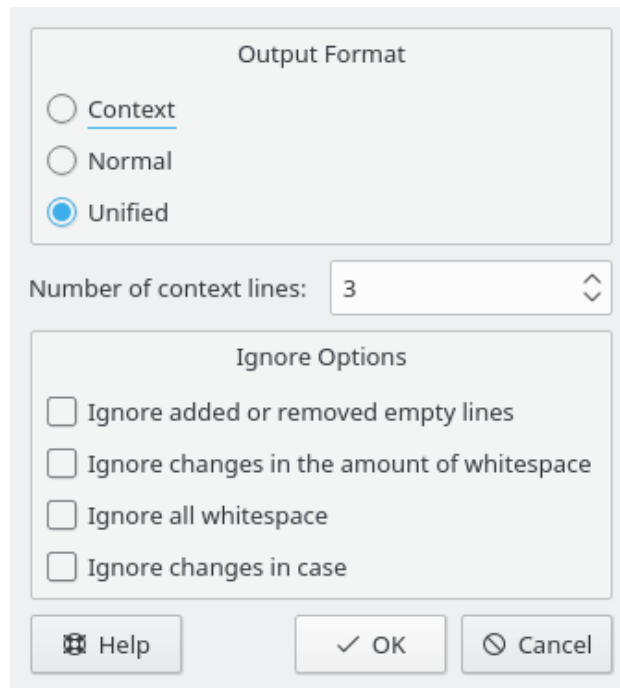 Output Format
Context
Normal
Unified
Number of context lines: 3
Ignore Options
Ignore added or removed empty lines
Ignore changes in the amount of whitespace
Ignore all whitespace
Ignore changes in case
Help OK Cancel